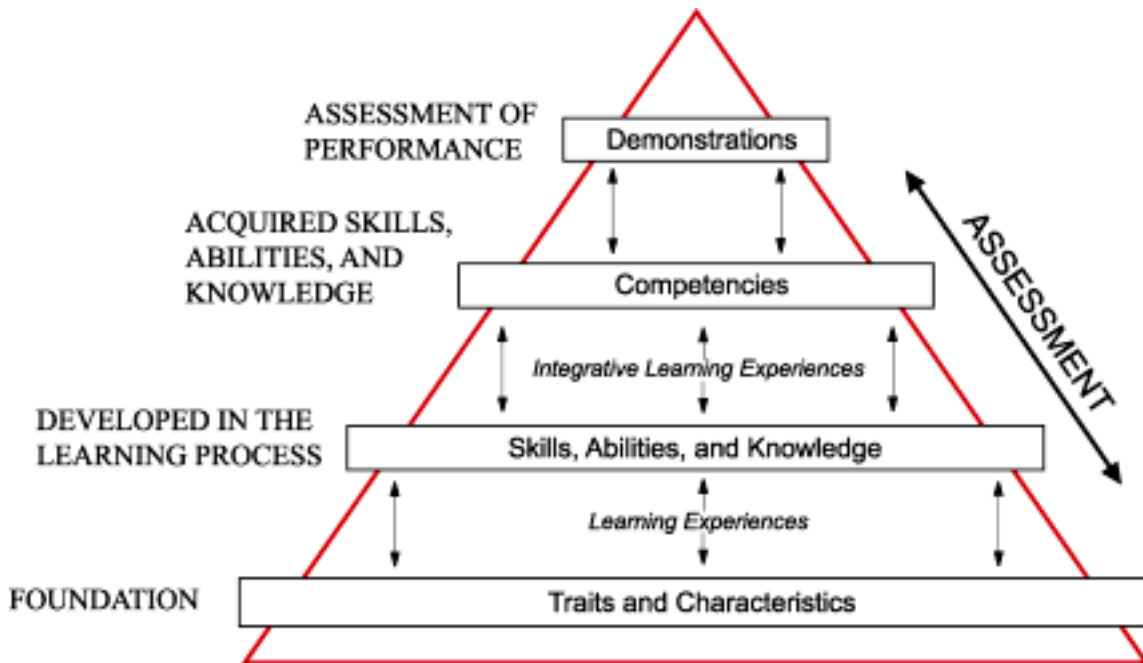 ASSESSMENT OF
PERFORMANCE
Demonstrations
ACQUIRED SKILLS,
ABILITIES, AND
KNOWLEDGE
Competencies
ASSESSMENT
Integrative Learning Experiences
DEVELOPED IN THE
LEARNING PROCESS
Skills, Abilities, and Knowledge
Learning Experiences
FOUNDATION
Traits and Characteristics